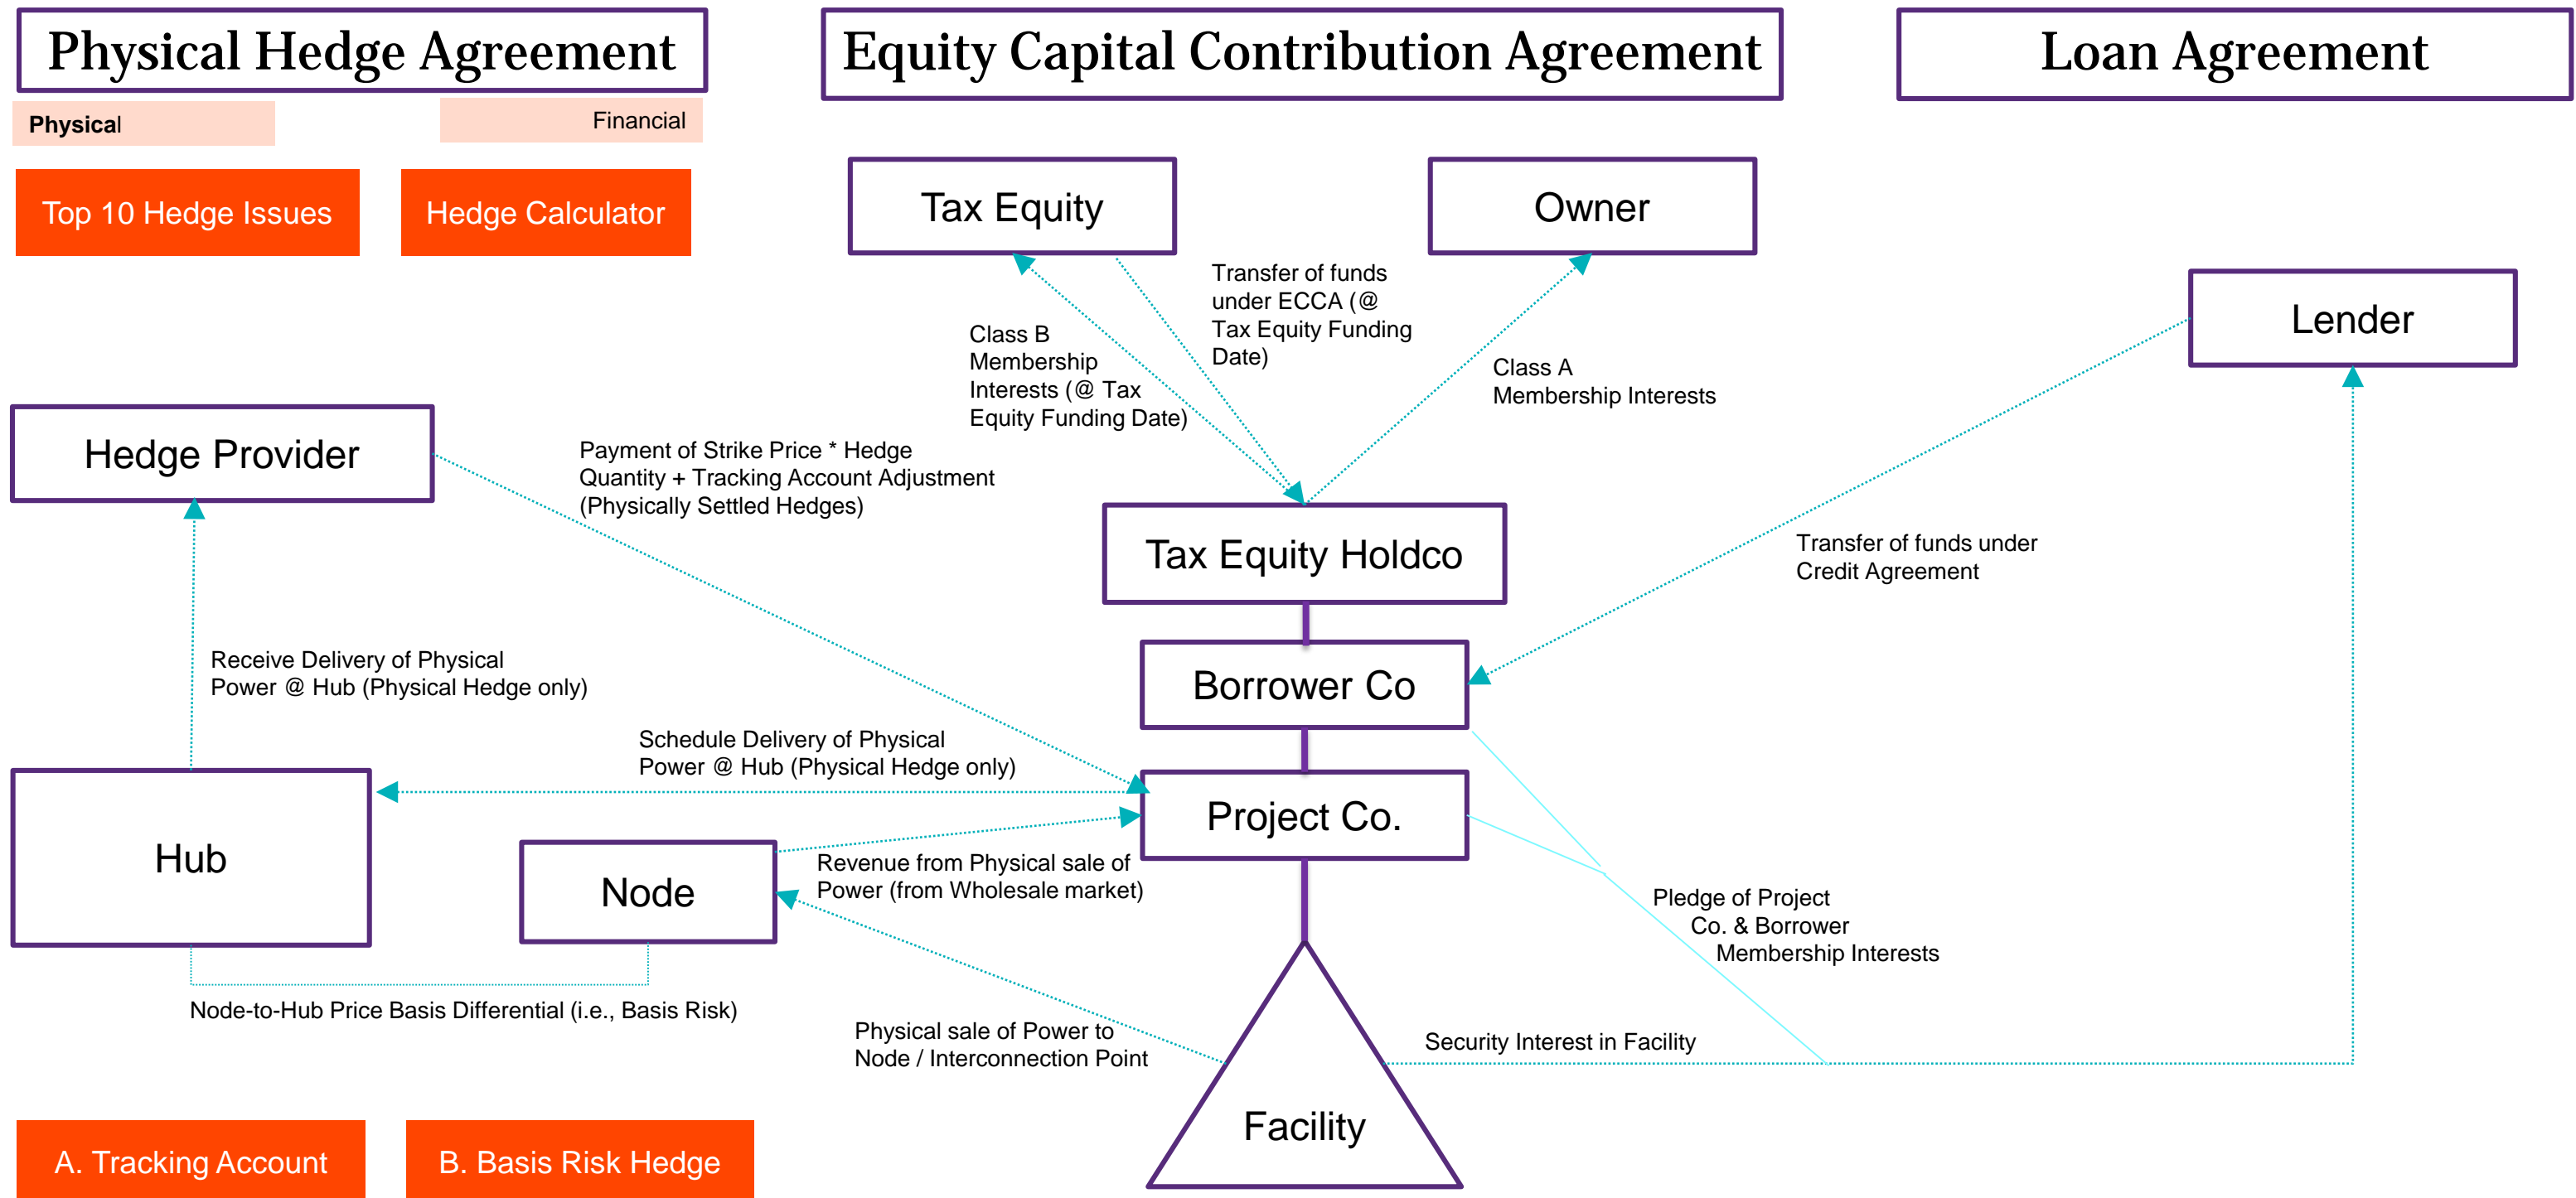 Physical Hedge Agreement
Equity Capital Contribution Agreement
Loan Agreement
Physical
Financial
Top 10 Hedge Issues
Hedge Calculator
Tax Equity
Owner
Lender
Transfer of funds
under ECCA (@
Tax Equity Funding
Date)
Class B
Membership
Interests (@ Tax
Equity Funding Date)
Class A
Membership Interests
Hedge Provider
Payment of Strike Price * Hedge
Quantity + Tracking Account Adjustment
(Physically Settled Hedges)
Tax Equity Holdco
Transfer of funds under
Credit Agreement
Receive Delivery of Physical
Power @ Hub (Physical Hedge only)
Borrower Co
Schedule Delivery of Physical
Power @ Hub (Physical Hedge only)
Project Co.
Hub
Node
Revenue from Physical sale of
Power (from Wholesale market)
Pledge of Project
Co. & Borrower
Membership Interests
Node-to-Hub Price Basis Differential (i.e., Basis Risk)
Physical sale of Power to
Node / Interconnection Point
Security Interest in Facility
Facility
A. Tracking Account
B. Basis Risk Hedge